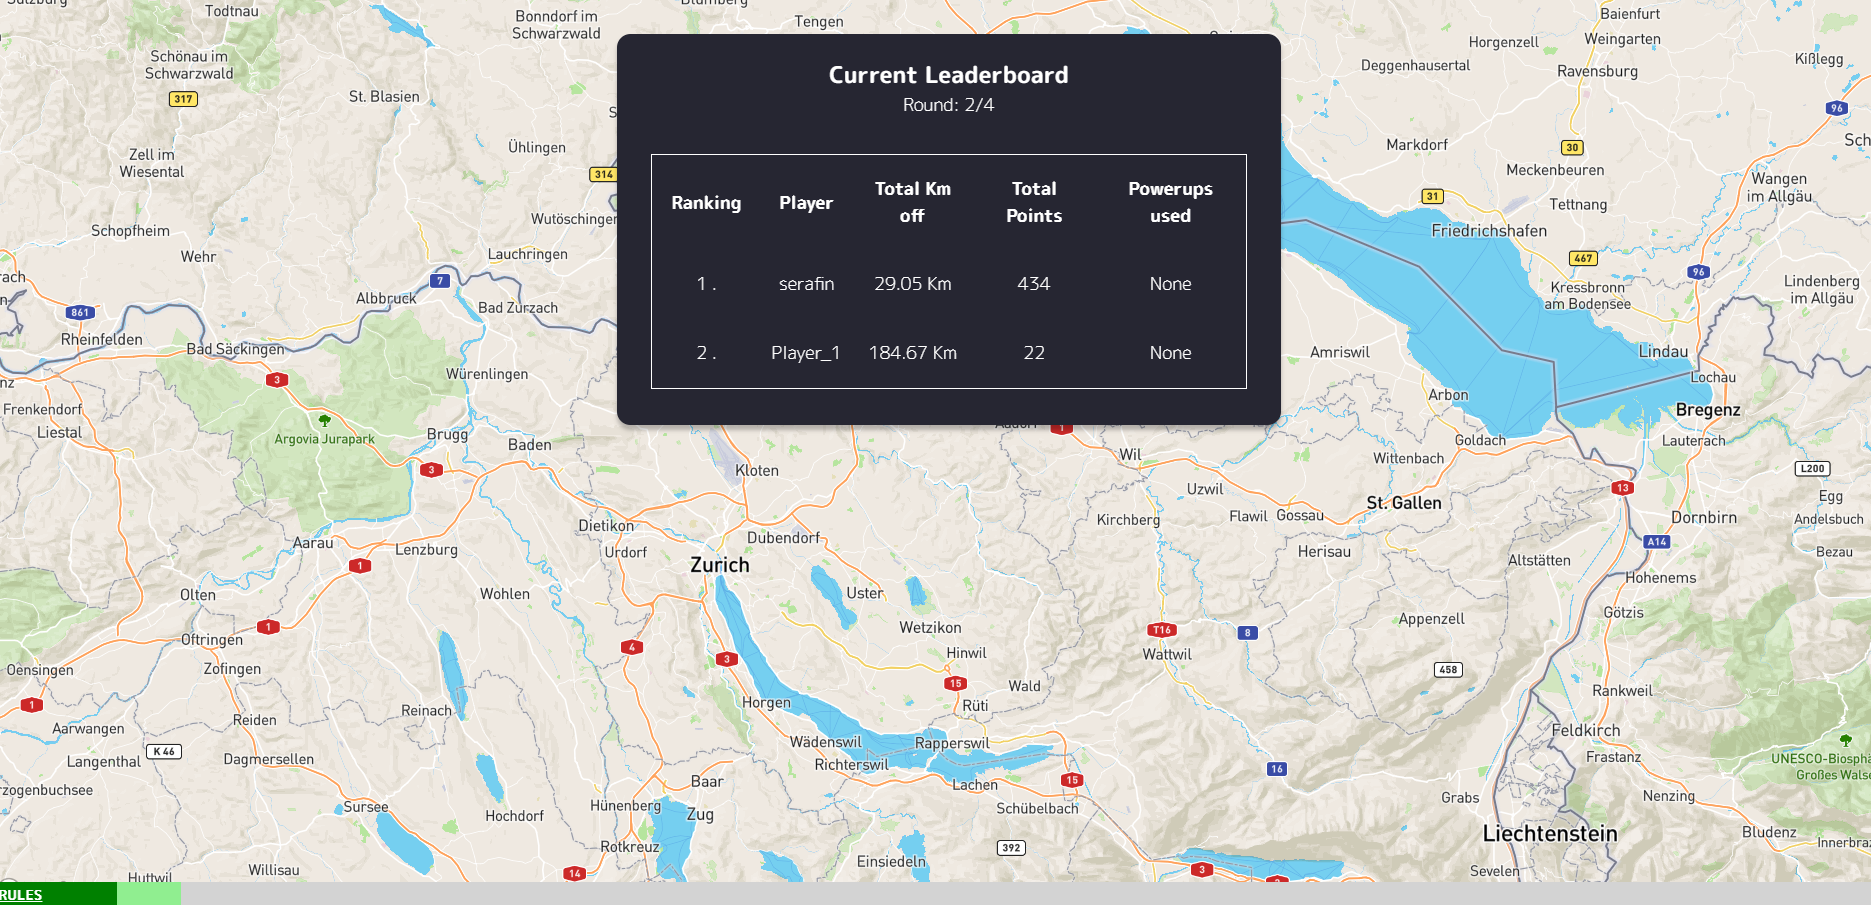 Todtnau
Bonndorf im
Schwarzwald
Tengen
Baienfurt
Weingarten
Horgenzell
Schönau im
Schwarzwald
Deggenhausertal
Ravensburg
Kißlegg
317
St. Blasien
96
Current Leaderboard
Round: 2/4
Ühlingen
Markdorf
30
Zell im
Wiesental
Meckenbeuren
314
Wangen
im Allgäu
31
Tettnang
Wutöschingen
Schopfheim
Friedrichshafen
Wehr
Lauchringen
467
96
7
Lindenberg
im Allgäu
Kressbronn
am Bodensee
Albbruck
Bad Zurzach
861
Rheinfelden
Bad Säckingen
Amriswil
Lindau
Ranking Player Total Km off Total Points Powerups used
1 . serafin 29.05 Km 434 None
2 . Player_1 184.67 Km 22 None
3
Würenlingen
Lochau
Frenkendorf
Arbon
Bregenz
Liestal
Argovia Jurapark
Brugg
Baden
1
Goldach
Lauterach
3
Kloten
Wil
Wittenbach
L200
Uzwil
13
St. Gallen
Egg
Dietikon
Kirchberg
Flawil
Gossau
Dornbirn
Andelsbuch
Aarau
Lenzburg
Urdorf
Dubendorf
Herisau
A14
Bezau
1
Zurich
Altstätten
Hohenems
Olten
Wohlen
Uster
Götzis
Appenzell
1
Oftringen
Wetzikon
T16
8
4
Oensingen
Zofingen
3
Hinwil
Wattwil
458
15
Wald
Rankweil
1
Reinach
Horgen
Rüti
Aarwangen
Reiden
Feldkirch
K 46
Wädenswil
Rapperswil
Frastanz
Langenthal
Dagmersellen
Richterswil
16
UNESCO-Biospha
Großes Walse
Baar
Lachen
15
rzogenbuchsee
Sursee
Hünenberg
Zug
Schübelbach
Grabs
Nenzing
Hochdorf
Liechtenstein
Bludenz
Rotkreuz
392
Innerbraz
Willisau
14
Einsiedeln
3
Sevelen
Huttwil
RULES